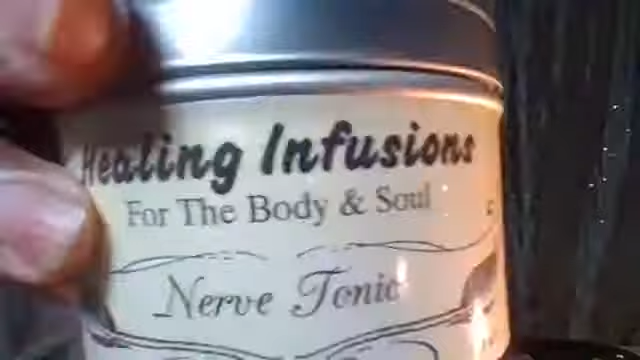 Healing Infusions
For The Body & Soul
Nerve Tonic